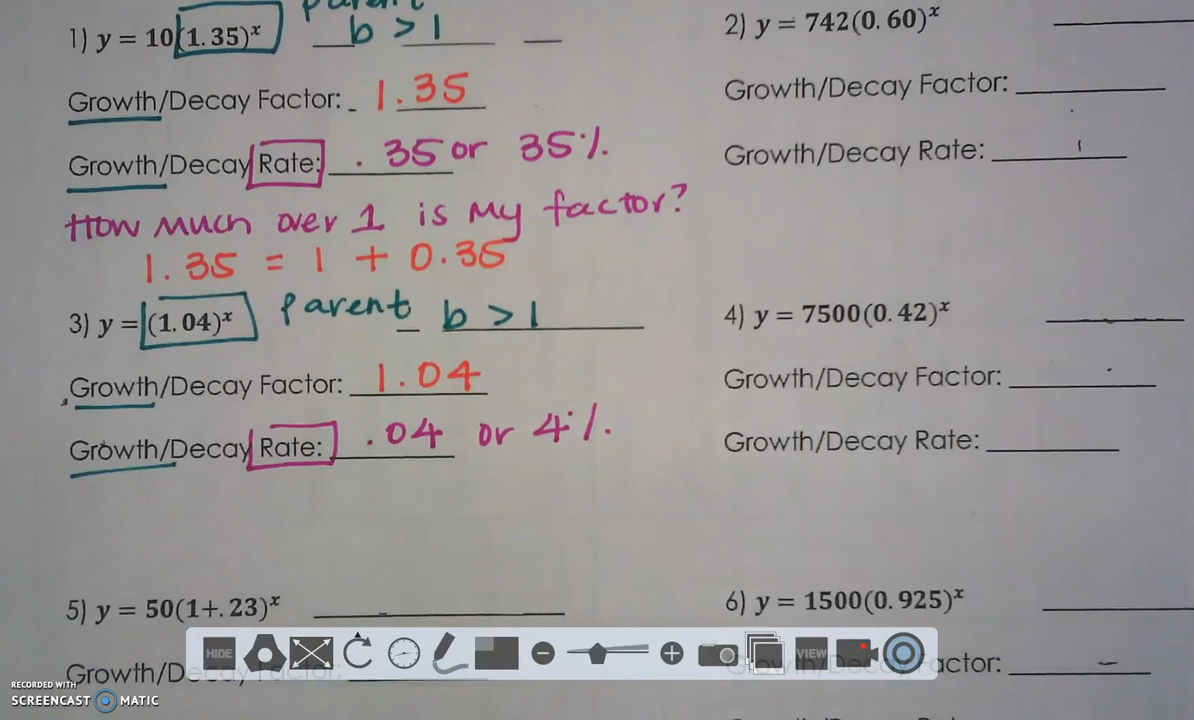 parent
1) y = 10(1.35)ˣ b > 1
Growth/Decay Factor: 1.35
Growth/Decay Rate: .35 or 35%.
How much over 1 is my factor?
1.35 = 1 + 0.35
3) y = (1.04)ˣ parent b > 1
Growth/Decay Factor: 1.04
Growth/Decay Rate: .04 or 4%.
5) y = 50(1+.23)ˣ
Growth/Decay Factor:
2) y = 742(0.60)ˣ
Growth/Decay Factor:
Growth/Decay Rate:
4) y = 7500(0.42)ˣ
Growth/Decay Factor:
Growth/Decay Rate:
6) y = 1500(0.925)ˣ
Growth/Decay Factor:
HIDE
VIEW
RECORDED WITH
SCREENCAST MATIC